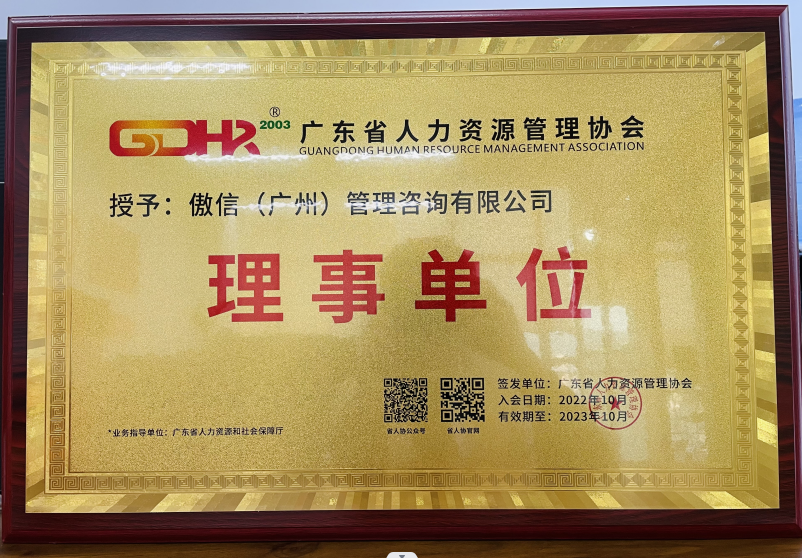 GDHR ® 2003
广东省人力资源管理协会
GUANGDONG HUMAN RESOURCE MANAGEMENT ASSOCIATION
授予：傲信（广州）管理咨询有限公司
理事单位
签发单位：广东省人力资源管理协会
入会日期：2022年10月
有效期至：2023年10月
省人协公众号
省人协官网
*业务指导单位：广东省人力资源和社会保障厅